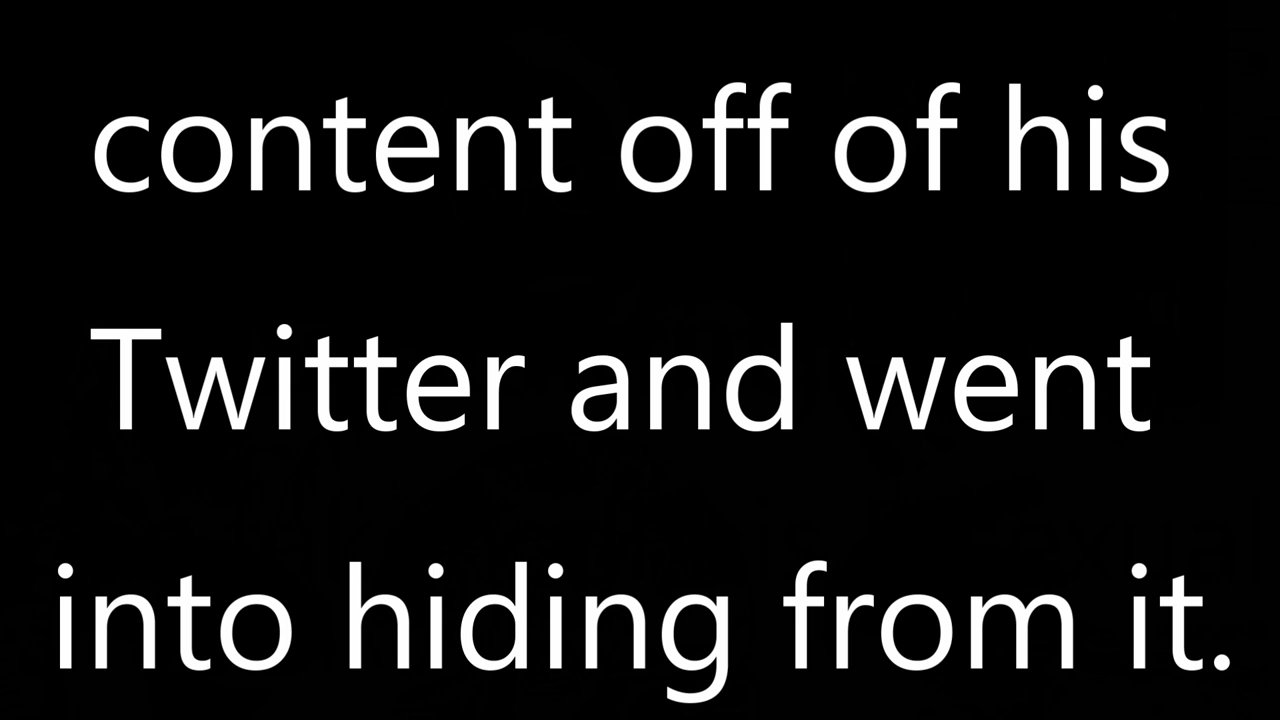 content off of his
Twitter and went
into hiding from it.